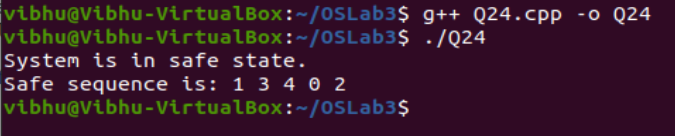 vibhu@Vibhu-VirtualBox:~/OSLab3$ g++ Q24.cpp -o Q24
vibhu@Vibhu-VirtualBox:~/OSLab3$ ./Q24
System is in safe state.
Safe sequence is: 1 3 4 0 2
vibhu@Vibhu-VirtualBox:~/OSLab3$